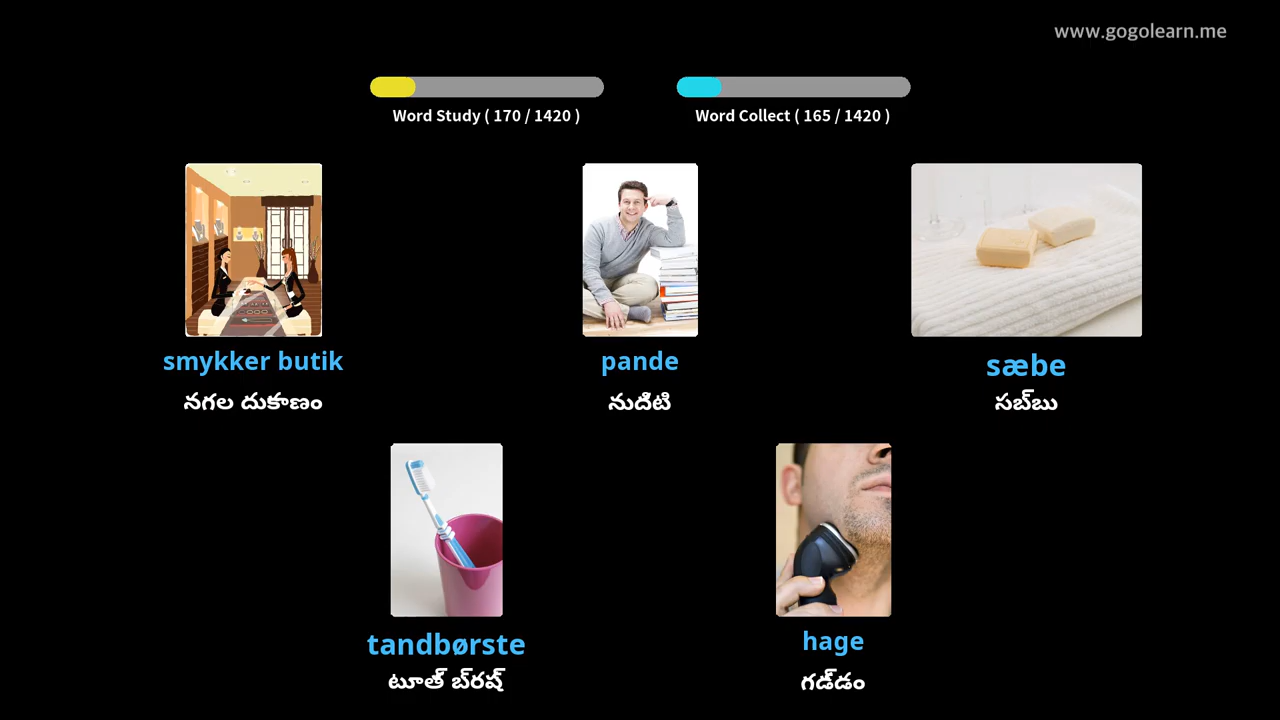 www.gogolearn.me
Word Study ( 170 / 1420 )
Word Collect ( 165 / 1420 )
smykker butik
నగల దుకాణం
pande
నుదిటి
sæbe
సబ్బు
tandbørste
టూత్ బ్రష్
hage
గడ్డం